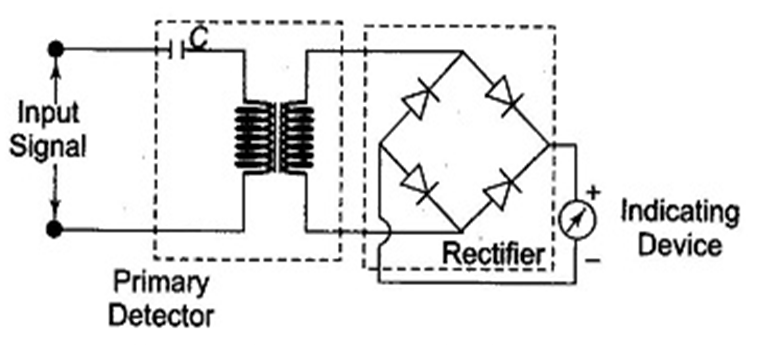 C
Input
Signal
+
Indicating
Device
−
Rectifier
Primary
Detector